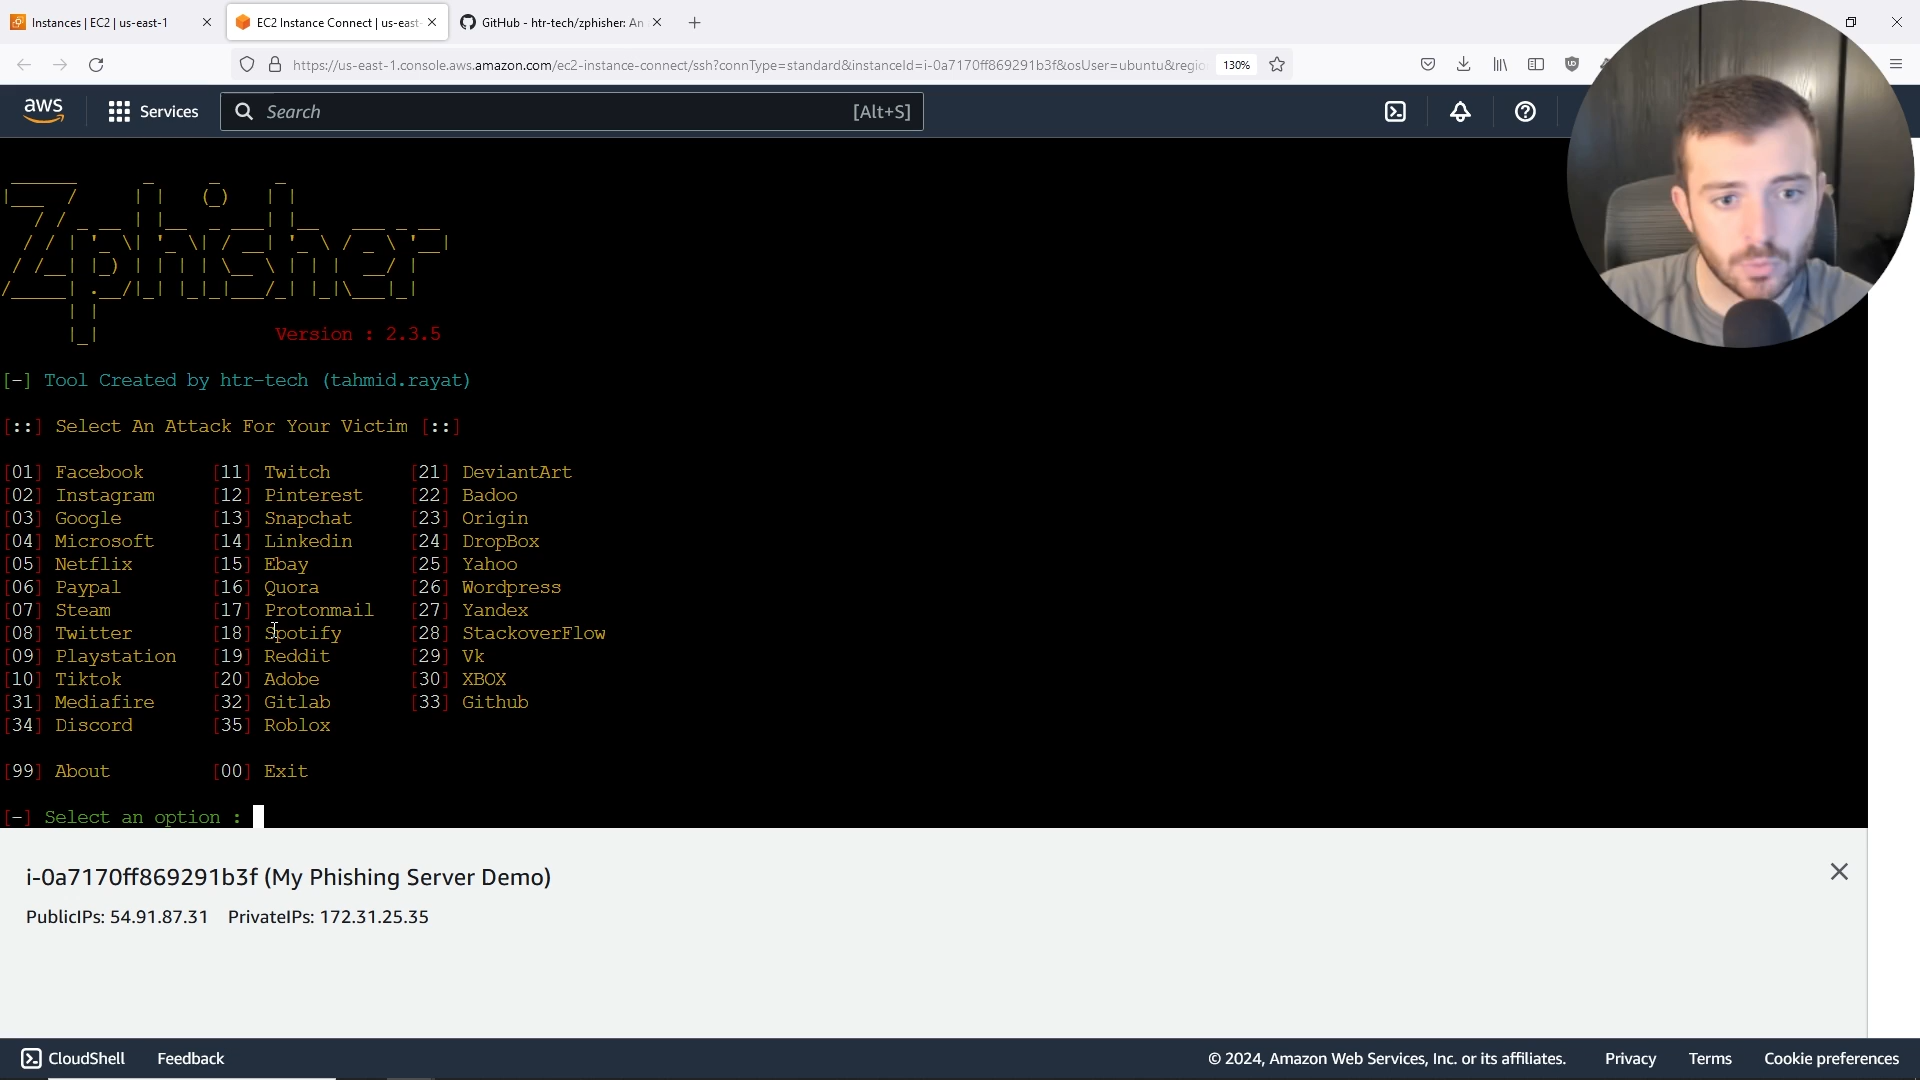 Instances | EC2 | us-east-1
EC2 Instance Connect | us-east-
GitHub - htr-tech/zphisher: An
https://us-east-1.console.aws.amazon.com/ec2-instance-connect/ssh?connType=standard&instanceId=i-0a7170ff869291b3f&osUser=ubuntu&regio
130%
aws
Services
Search
[Alt+S]
Zphisher
Version : 2.3.5
[-] Tool Created by htr-tech (tahmid.rayat)
[::] Select An Attack For Your Victim [::]
[01] Facebook [11] Twitch [21] DeviantArt
[02] Instagram [12] Pinterest [22] Badoo
[03] Google [13] Snapchat [23] Origin
[04] Microsoft [14] Linkedin [24] DropBox
[05] Netflix [15] Ebay [25] Yahoo
[06] Paypal [16] Quora [26] Wordpress
[07] Steam [17] Protonmail [27] Yandex
[08] Twitter [18] Spotify [28] StackoverFlow
[09] Playstation [19] Reddit [29] Vk
[10] Tiktok [20] Adobe [30] XBOX
[31] Mediafire [32] Gitlab [33] Github
[34] Discord [35] Roblox
[99] About [00] Exit
[-] Select an option :
i-0a7170ff869291b3f (My Phishing Server Demo)
PublicIPs: 54.91.87.31 PrivateIPs: 172.31.25.35
CloudShell Feedback
© 2024, Amazon Web Services, Inc. or its affiliates. Privacy Terms Cookie preferences